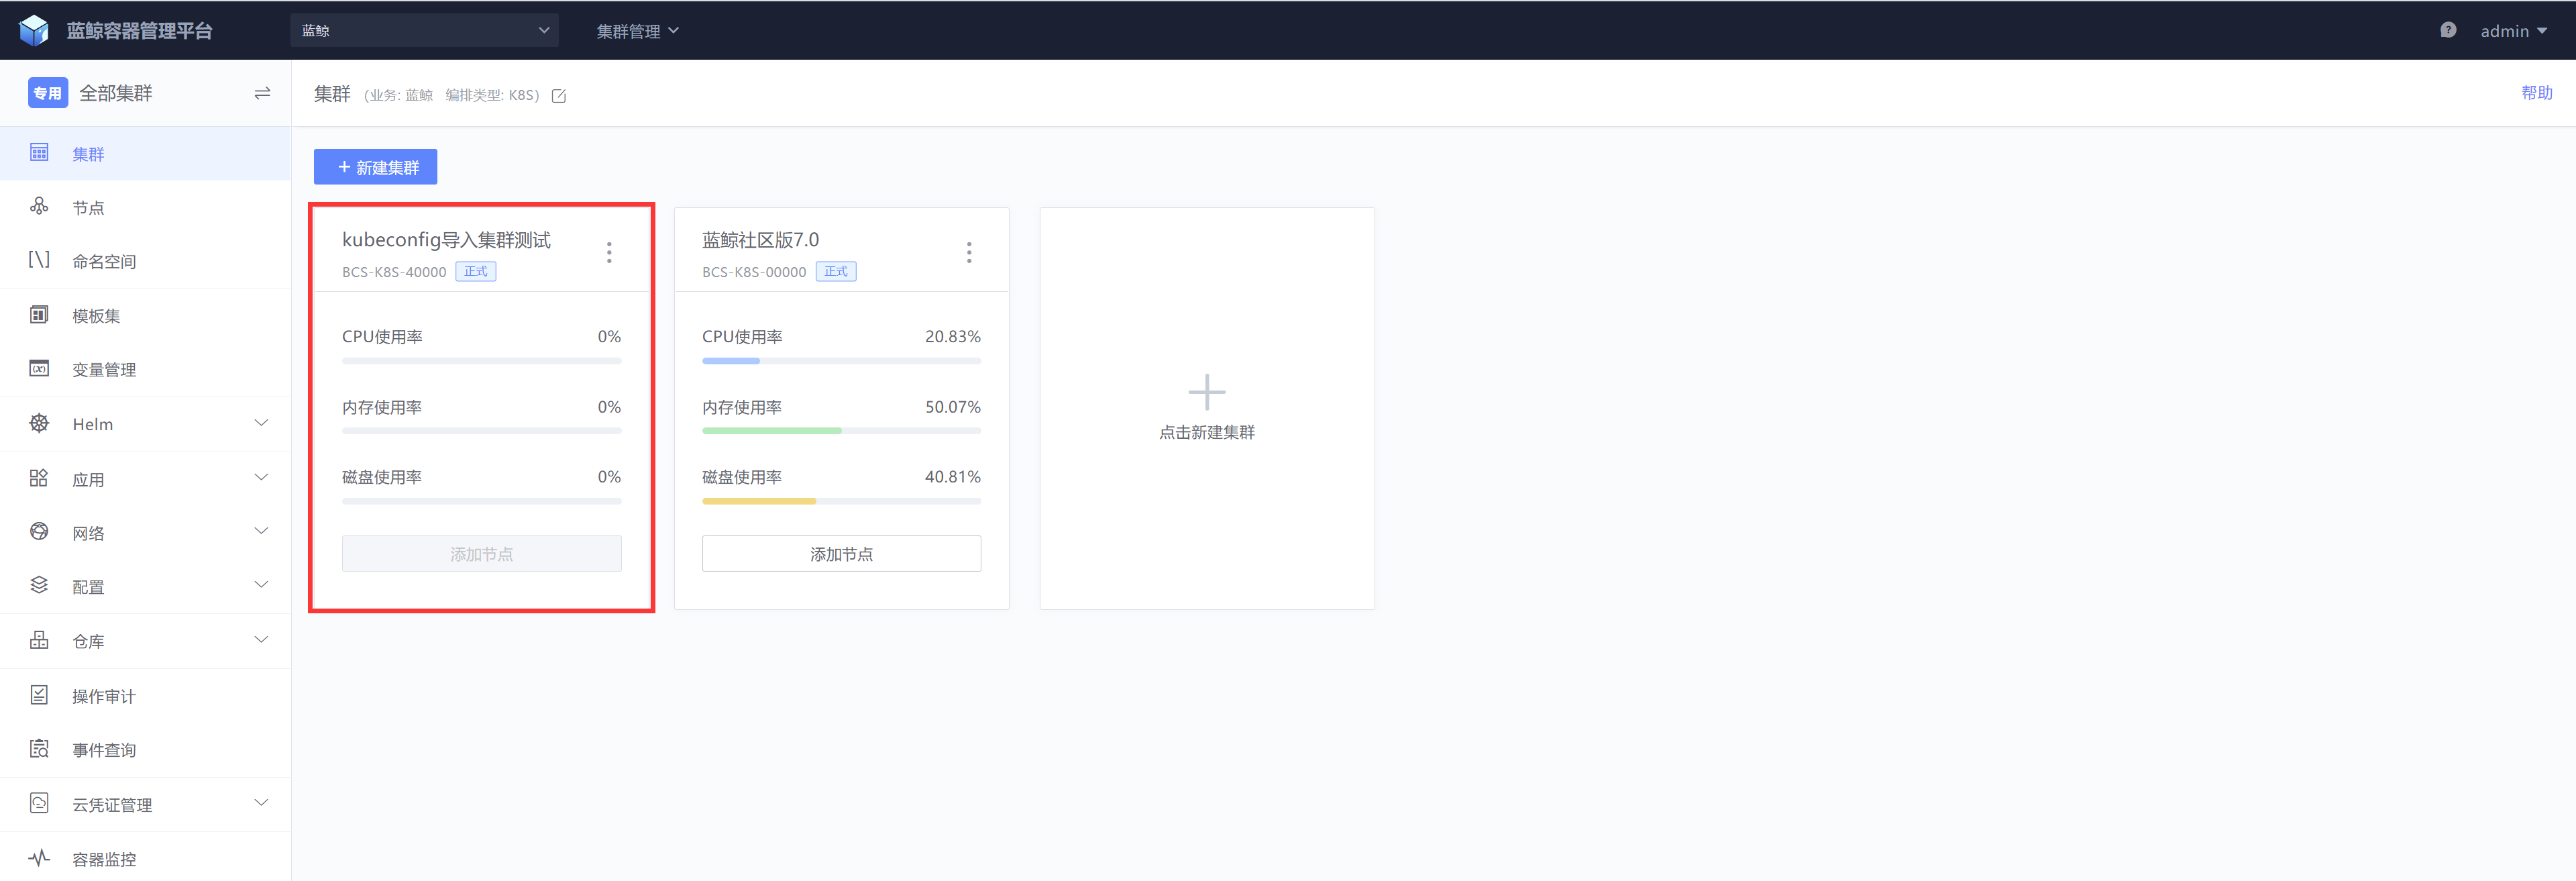 蓝鲸容器管理平台
蓝鲸
集群管理
admin
专用 全部集群
集群 (业务: 蓝鲸 编排类型: K8S)
帮助
集群
节点
命名空间
模板集
变量管理
Helm
应用
网络
配置
仓库
操作审计
事件查询
云凭证管理
容器监控
+ 新建集群
kubeconfig导入集群测试
BCS-K8S-40000 正式
CPU使用率 0%
内存使用率 0%
磁盘使用率 0%
添加节点
蓝鲸社区版7.0
BCS-K8S-00000 正式
CPU使用率 20.83%
内存使用率 50.07%
磁盘使用率 40.81%
添加节点
点击新建集群